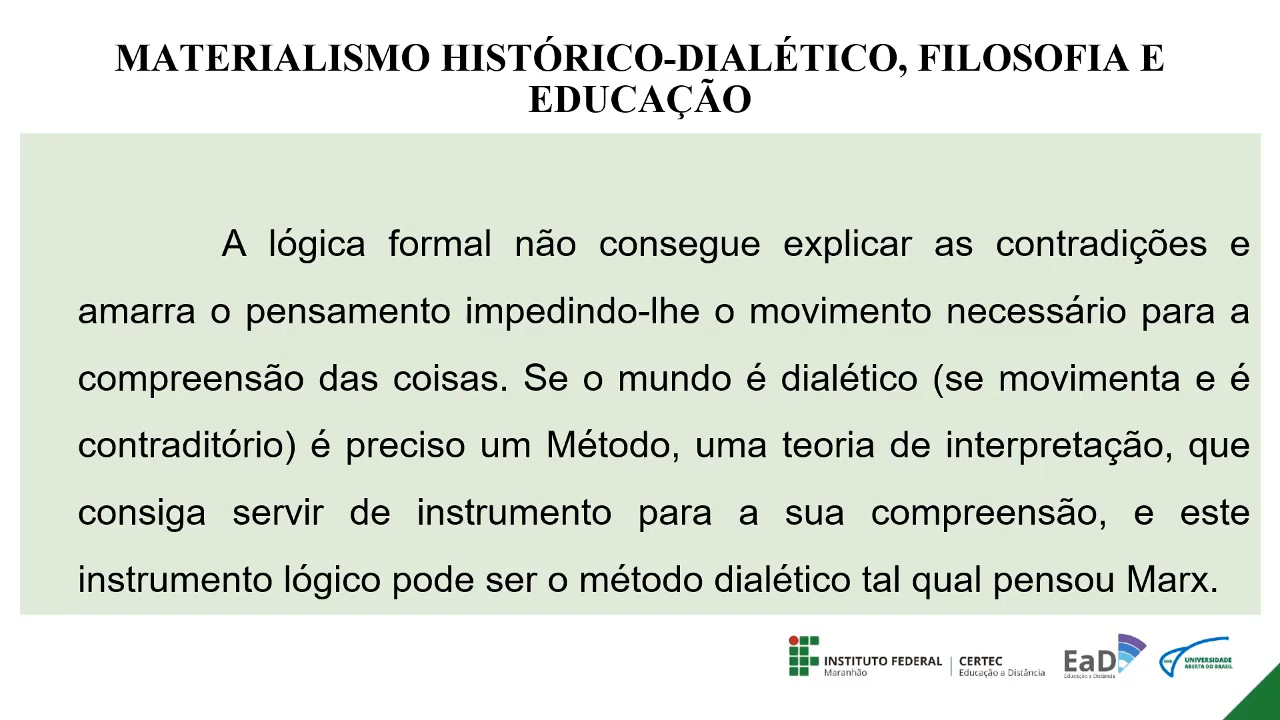 MATERIALISMO HISTÓRICO-DIALÉTICO, FILOSOFIA E
EDUCAÇÃO
A lógica formal não consegue explicar as contradições e
amarra o pensamento impedindo-lhe o movimento necessário para a
compreensão das coisas. Se o mundo é dialético (se movimenta e é
contraditório) é preciso um Método, uma teoria de interpretação, que
consiga servir de instrumento para a sua compreensão, e este
instrumento lógico pode ser o método dialético tal qual pensou Marx.
INSTITUTO FEDERAL
Maranhão
CERTEC
Educação a Distância
EaD
Educação a Distância
UNIVERSIDADE
ABERTA DO BRASIL